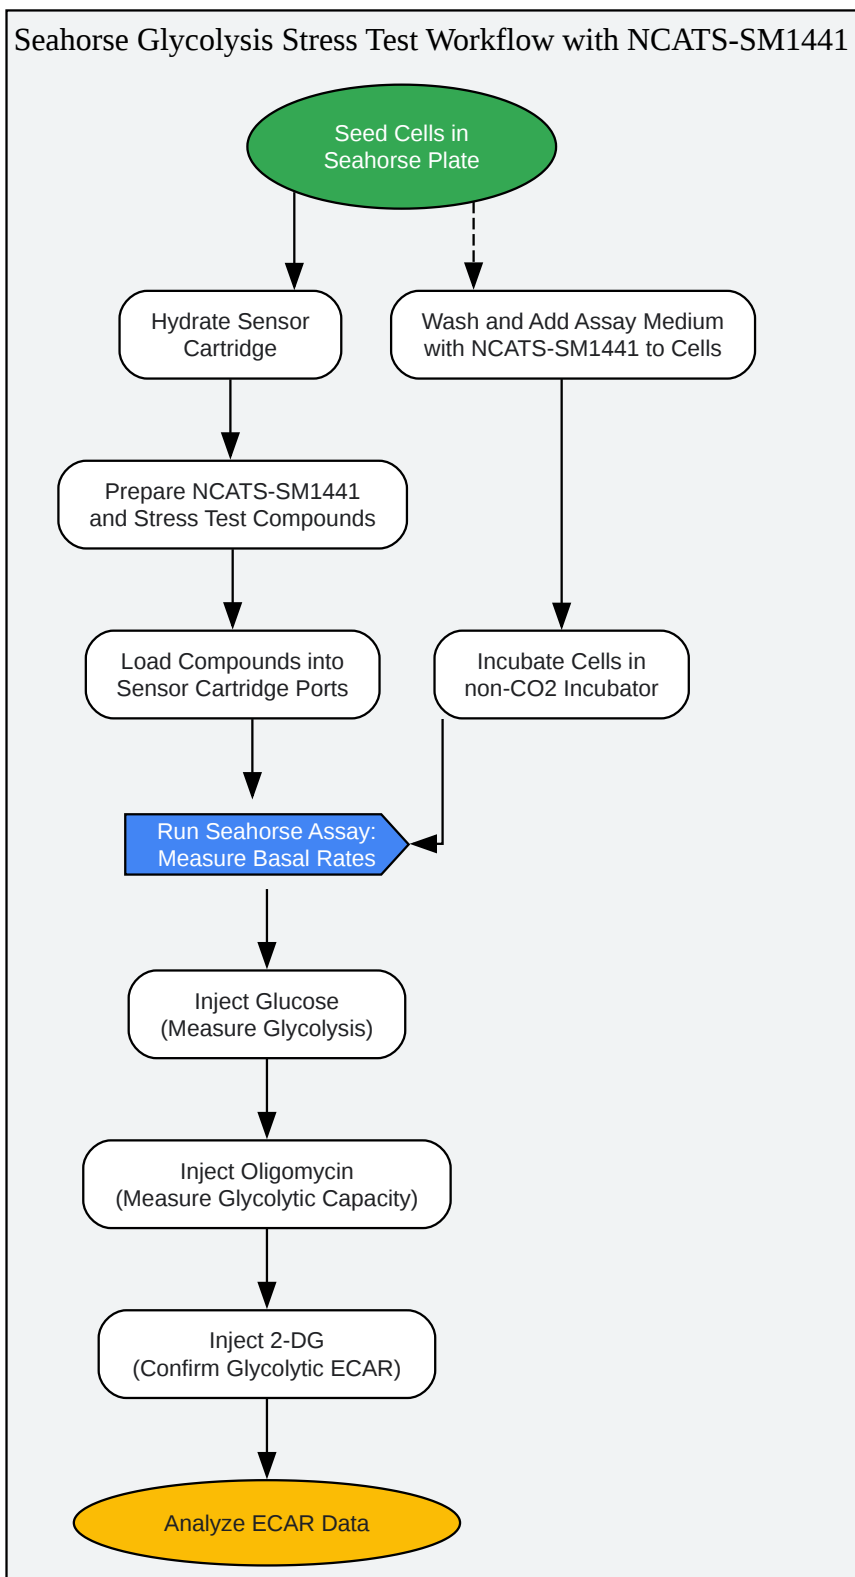 Seahorse Glycolysis Stress Test Workflow with NCATS-SM1441
Seed Cells in
Seahorse Plate
Hydrate Sensor
Cartridge
Wash and Add Assay Medium
with NCATS-SM1441 to Cells
Prepare NCATS-SM1441
and Stress Test Compounds
Load Compounds into
Sensor Cartridge Ports
Incubate Cells in
non-CO2 Incubator
Run Seahorse Assay:
Measure Basal Rates
Inject Glucose
(Measure Glycolysis)
Inject Oligomycin
(Measure Glycolytic Capacity)
Inject 2-DG
(Confirm Glycolytic ECAR)
Analyze ECAR Data